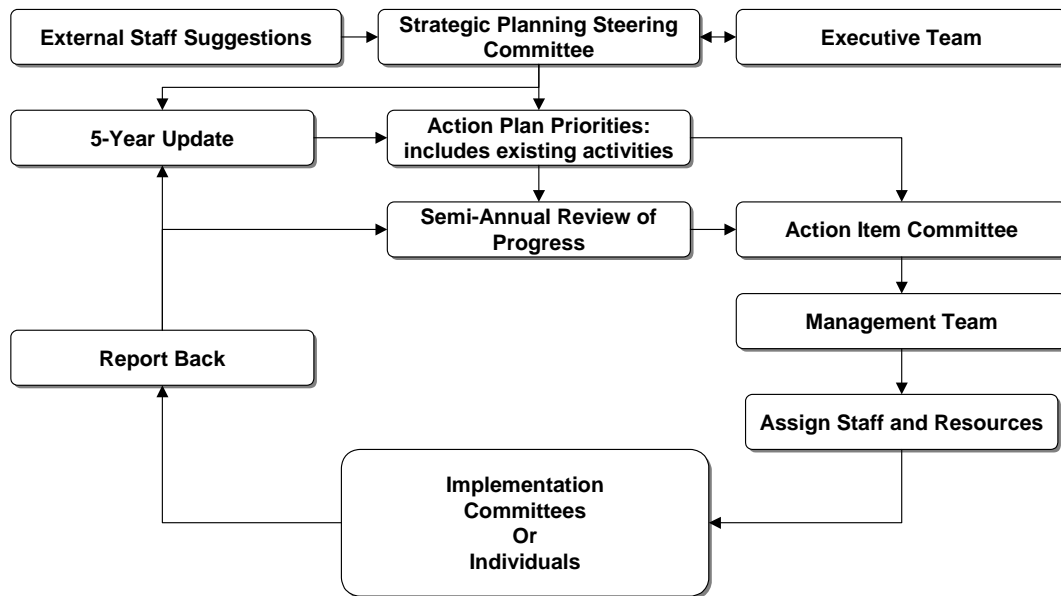 External Staff Suggestions
Strategic Planning Steering
Committee
Executive Team
5-Year Update
Action Plan Priorities:
includes existing activities
Semi-Annual Review of
Progress
Action Item Committee
Management Team
Report Back
Assign Staff and Resources
Implementation
Committees
Or
Individuals